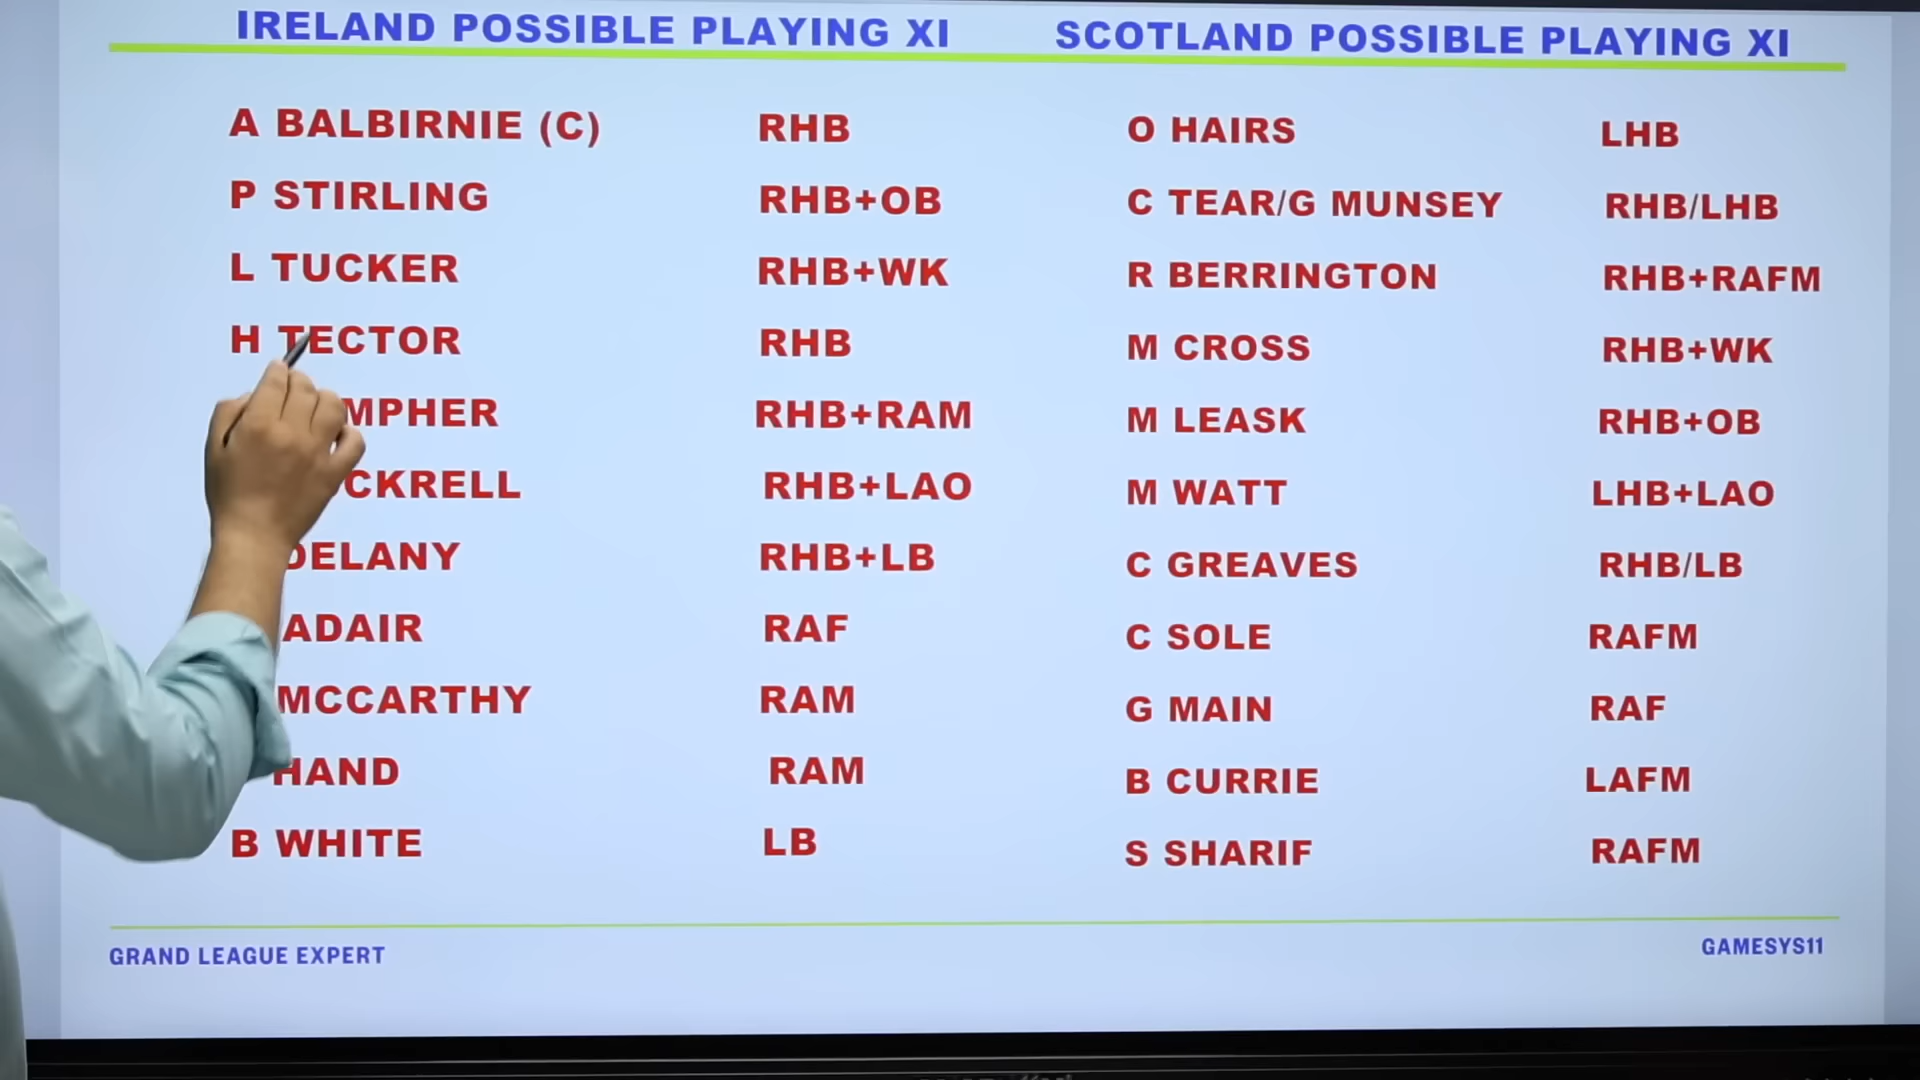 IRELAND POSSIBLE PLAYING XI SCOTLAND POSSIBLE PLAYING XI
A BALBIRNIE (C) RHB O HAIRS LHB
P STIRLING RHB+OB C TEAR/G MUNSEY RHB/LHB
L TUCKER RHB+WK R BERRINGTON RHB+RAFM
H TECTOR RHB M CROSS RHB+WK
MPHER RHB+RAM M LEASK RHB+OB
CKRELL RHB+LAO M WATT LHB+LAO
DELANY RHB+LB C GREAVES RHB/LB
ADAIR RAF C SOLE RAFM
MCCARTHY RAM G MAIN RAF
HAND RAM B CURRIE LAFM
B WHITE LB S SHARIF RAFM
GRAND LEAGUE EXPERT GAMESYS11